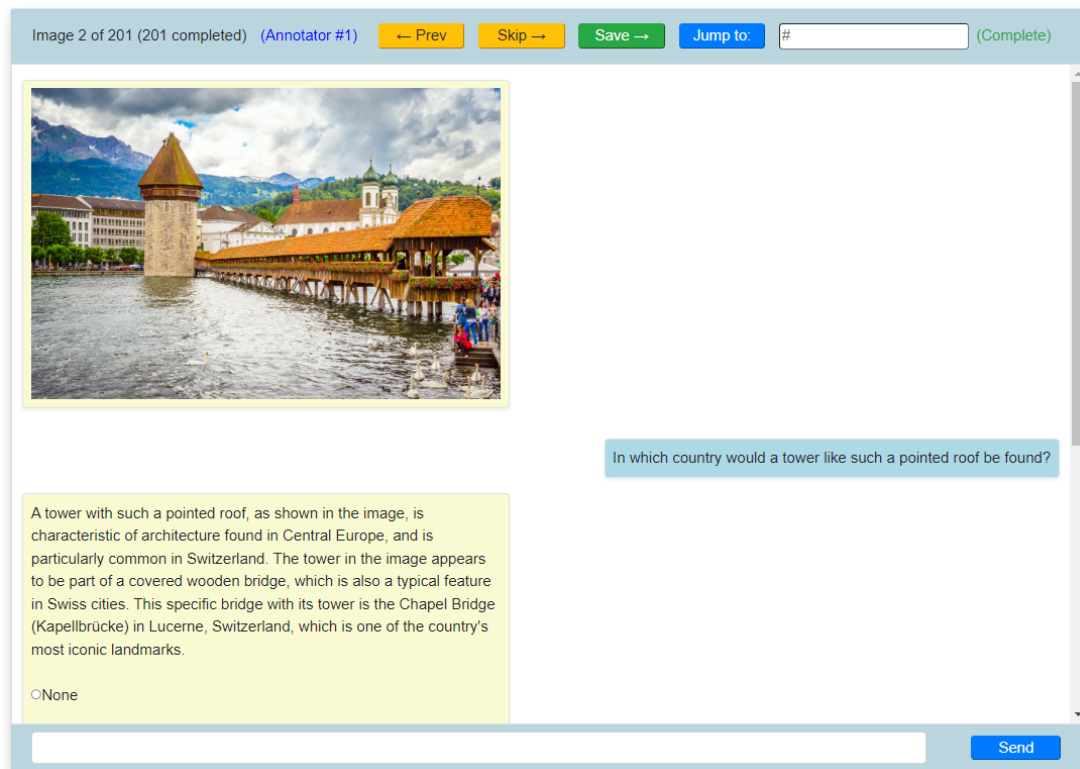 Image 2 of 201 (201 completed) (Annotator #1) ← Prev Skip → Save → Jump to: # (Complete)
In which country would a tower like such a pointed roof be found?
A tower with such a pointed roof, as shown in the image, is
characteristic of architecture found in Central Europe, and is
particularly common in Switzerland. The tower in the image appears
to be part of a covered wooden bridge, which is also a typical feature
in Swiss cities. This specific bridge with its tower is the Chapel Bridge
(Kapellbrücke) in Lucerne, Switzerland, which is one of the country's
most iconic landmarks.
None
Send